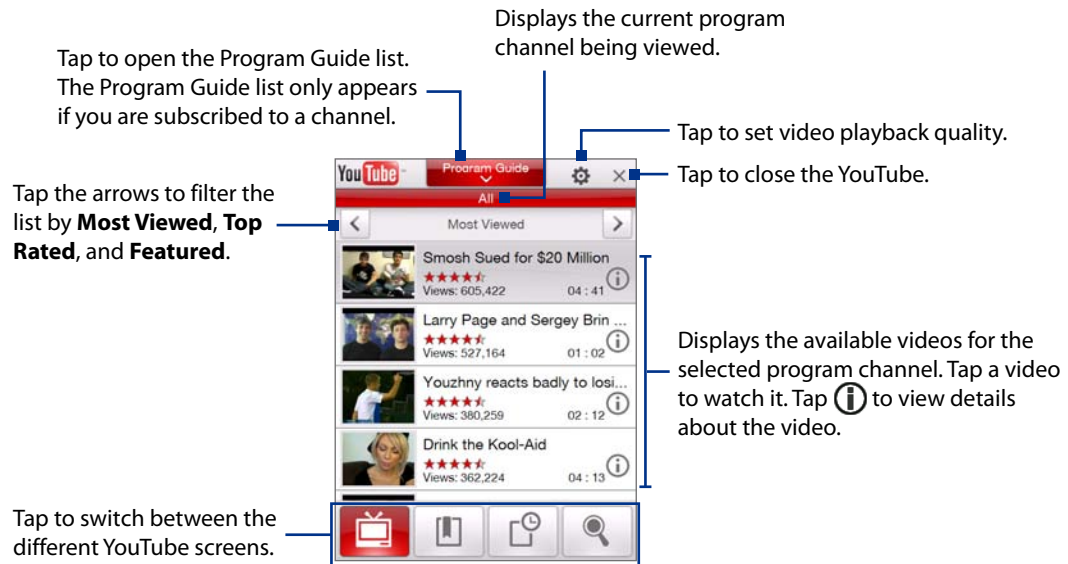 Displays the current program
channel being viewed.
Tap to open the Program Guide list.
The Program Guide list only appears
if you are subscribed to a channel.
Tap to set video playback quality.
Tap to close the YouTube.
Tap the arrows to filter the
list by Most Viewed, Top
Rated, and Featured.
YouTube
Program Guide
All
Most Viewed
Smosh Sued for $20 Million
Views: 605,422 04 : 41
Larry Page and Sergey Brin ...
Views: 527,164 01 : 02
Youzhny reacts badly to losi...
Views: 380,259 02 : 12
Drink the Kool-Aid
Views: 362,224 04 : 13
Displays the available videos for the
selected program channel. Tap a video
to watch it. Tap i to view details
about the video.
Tap to switch between the
different YouTube screens.